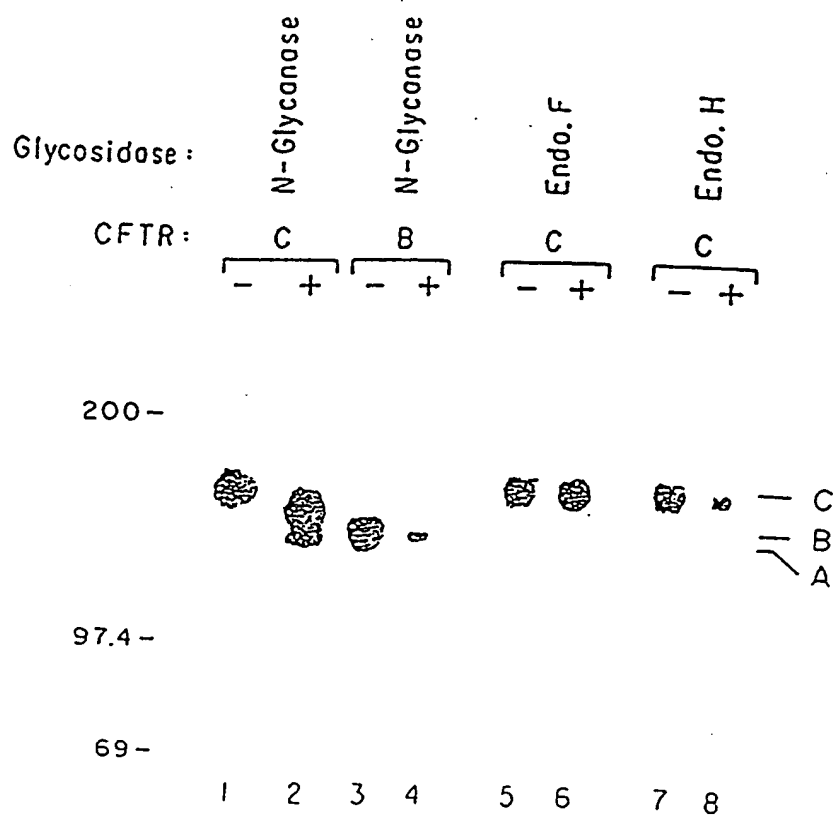 N-Glycanase N-Glycanase Endo. F Endo. H
Glycosidase:
CFTR: C B C C
- + - + - + - +
200-
C
B
A
97.4-
69-
1 2 3 4 5 6 7 8